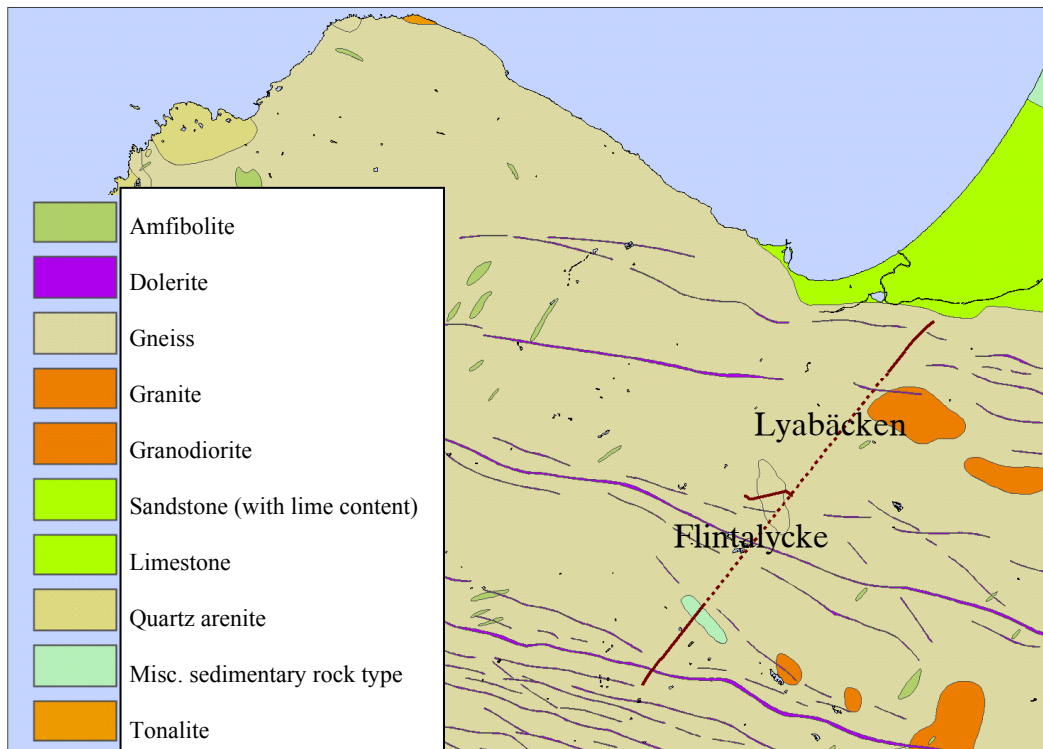 Amfibolite
Dolerite
Gneiss
Granite
Granodiorite
Sandstone (with lime content)
Limestone
Quartz arenite
Misc. sedimentary rock type
Tonalite
Lyabäcken
Flintalycke